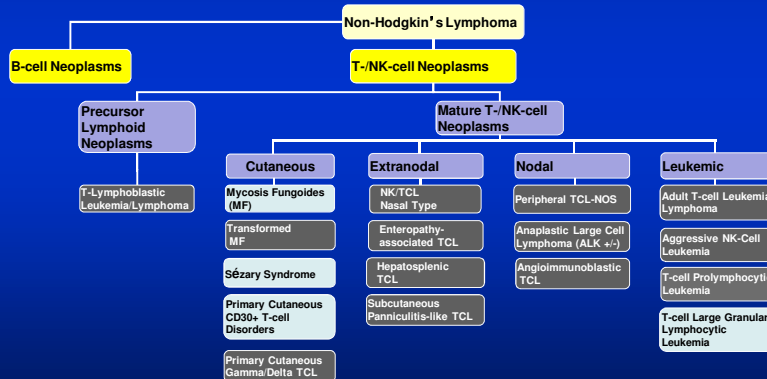 Non-Hodgkin's Lymphoma
B-cell Neoplasms
T-/NK-cell Neoplasms
Precursor
Lymphoid
Neoplasms
Mature T-/NK-cell
Neoplasms
T-Lymphoblastic
Leukemia/Lymphoma
Cutaneous
Mycosis Fungoides
(MF)
Transformed
MF
Sézary Syndrome
Primary Cutaneous
CD30+ T-cell
Disorders
Primary Cutaneous
Gamma/Delta TCL
Extranodal
NK/TCL
Nasal Type
Enteropathy-
associated TCL
Hepatosplenic
TCL
Subcutaneous
Panniculitis-like TCL
Nodal
Peripheral TCL-NOS
Anaplastic Large Cell
Lymphoma (ALK +/-)
Angioimmunoblastic
TCL
Leukemic
Adult T-cell Leukemia
Lymphoma
Aggressive NK-Cell
Leukemia
T-cell Prolymphocytic
Leukemia
T-cell Large Granular
Lymphocytic
Leukemia